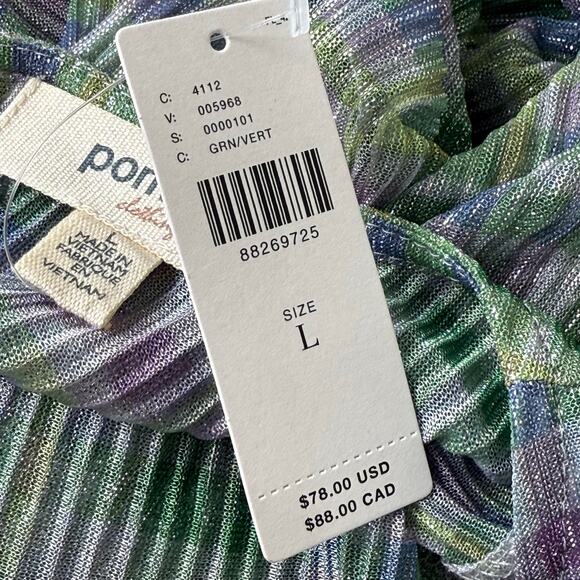 C: 4112
V: 005968
S: 0000101
C: GRN/VERT
88269725
SIZE
L
$78.00 USD
$88.00 CAD
L
MADE IN
VIETNAM
FABRIQUÉ
EN
VIETNAM